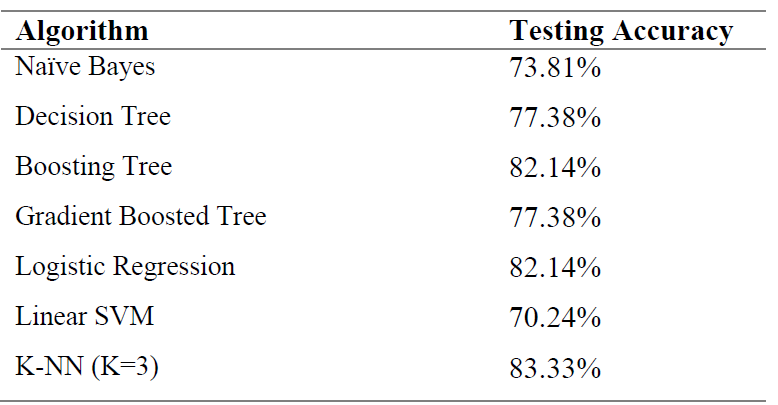 Algorithm Testing Accuracy
Naïve Bayes 73.81%
Decision Tree 77.38%
Boosting Tree 82.14%
Gradient Boosted Tree 77.38%
Logistic Regression 82.14%
Linear SVM 70.24%
K-NN (K=3) 83.33%